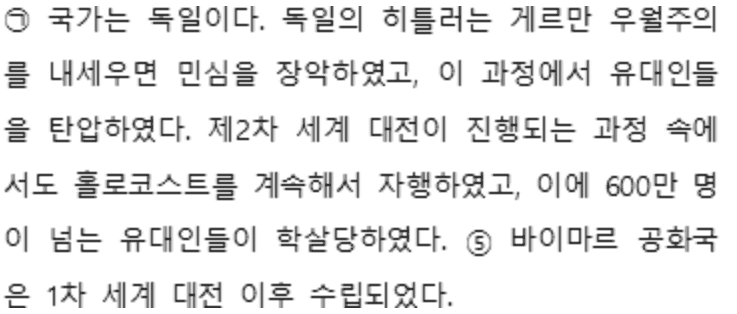 ㉠ 국가는 독일이다. 독일의 히틀러는 게르만 우월주의
를 내세우면 민심을 장악하였고, 이 과정에서 유대인들
을 탄압하였다. 제2차 세계 대전이 진행되는 과정 속에
서도 홀로코스트를 계속해서 자행하였고, 이에 600만 명
이 넘는 유대인들이 학살당하였다. ⑤ 바이마르 공화국
은 1차 세계 대전 이후 수립되었다.